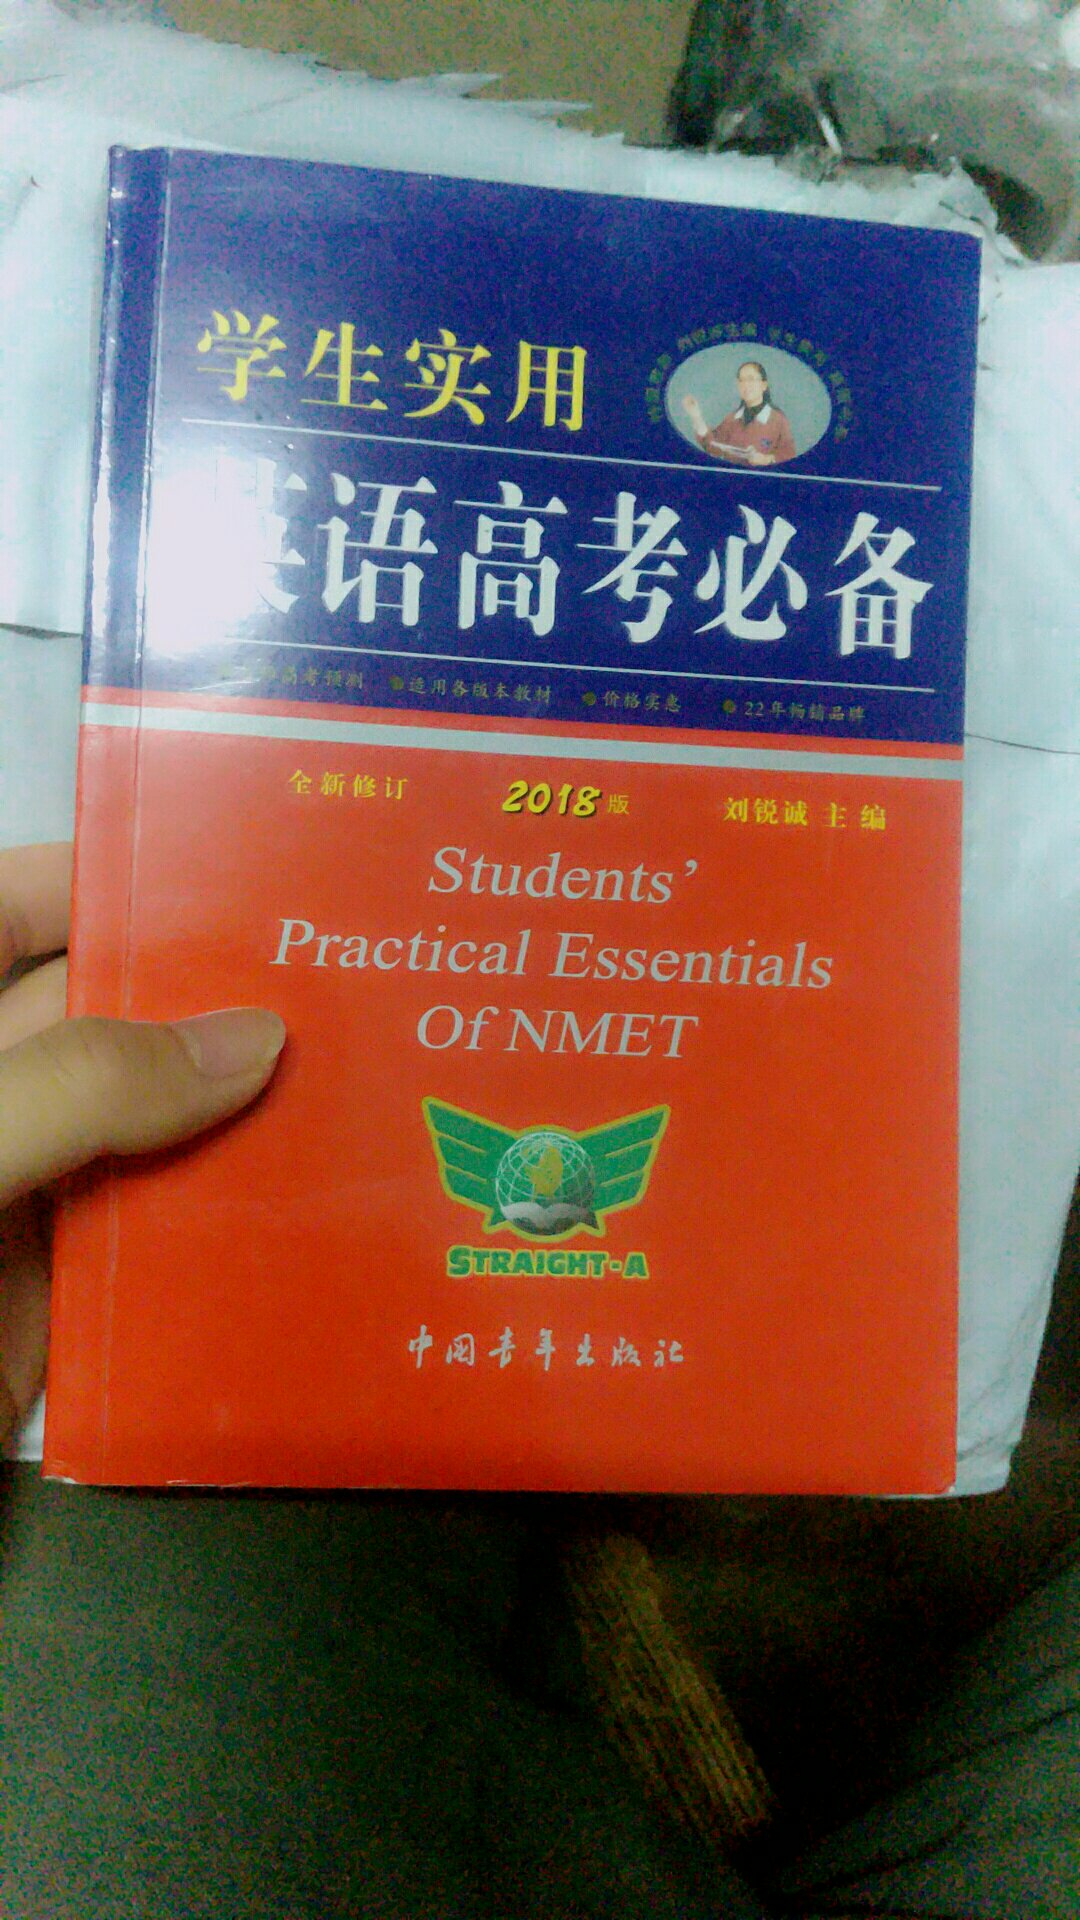 学生实用
英语高考必备
高考预测 ●适用各版本教材 ●价格实惠 ●22年畅销品牌
全新修订 2018版 刘锐诚 主编
Students’
Practical Essentials
Of NMET
STRAIGHT-A
中国青年出版社